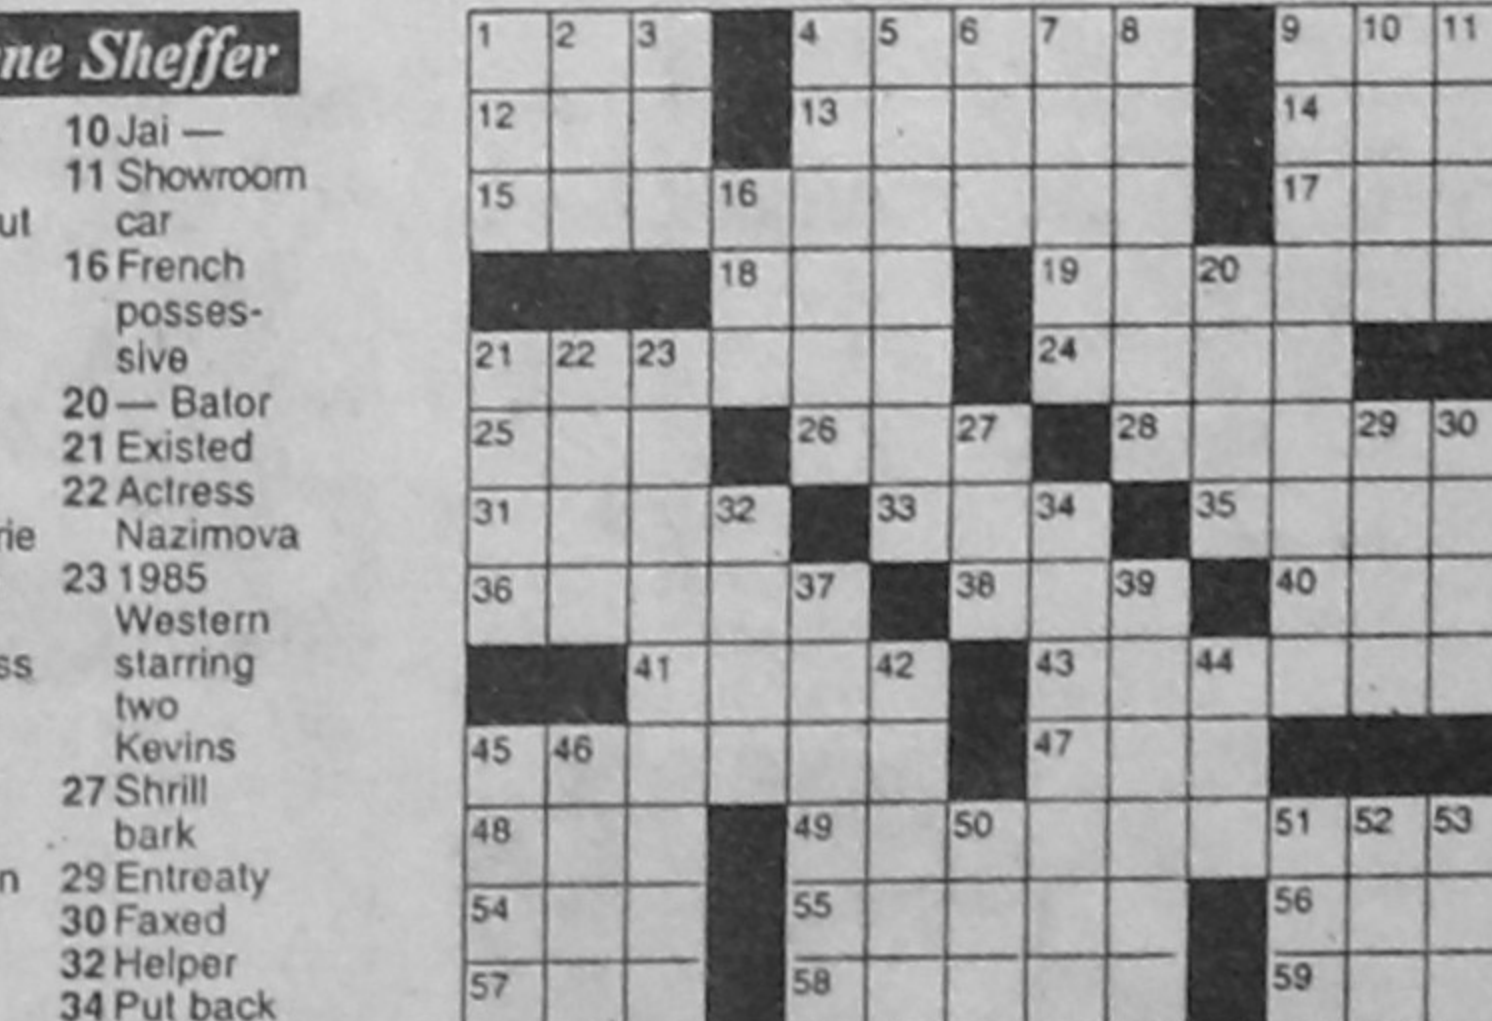 ne Sheffer
10 Jai —
11 Showroom
ut
car
16 French
posses-
sive
20 — Bator
21 Existed
22 Actress
rie
Nazimova
23 1985
Western
ss
starring
two
Kevins
27 Shrill
bark
n
29 Entreaty
30 Faxed
32 Helper
34 Put back
1 2 3 4 5 6 7 8 9 10 11
12 13 14
15 16 17
18 19 20
21 22 23 24
25 26 27 28 29 30
31 32 33 34 35
36 37 38 39 40
41 42 43 44
45 46 47
48 49 50 51 52 53
54 55 56
57 58 59